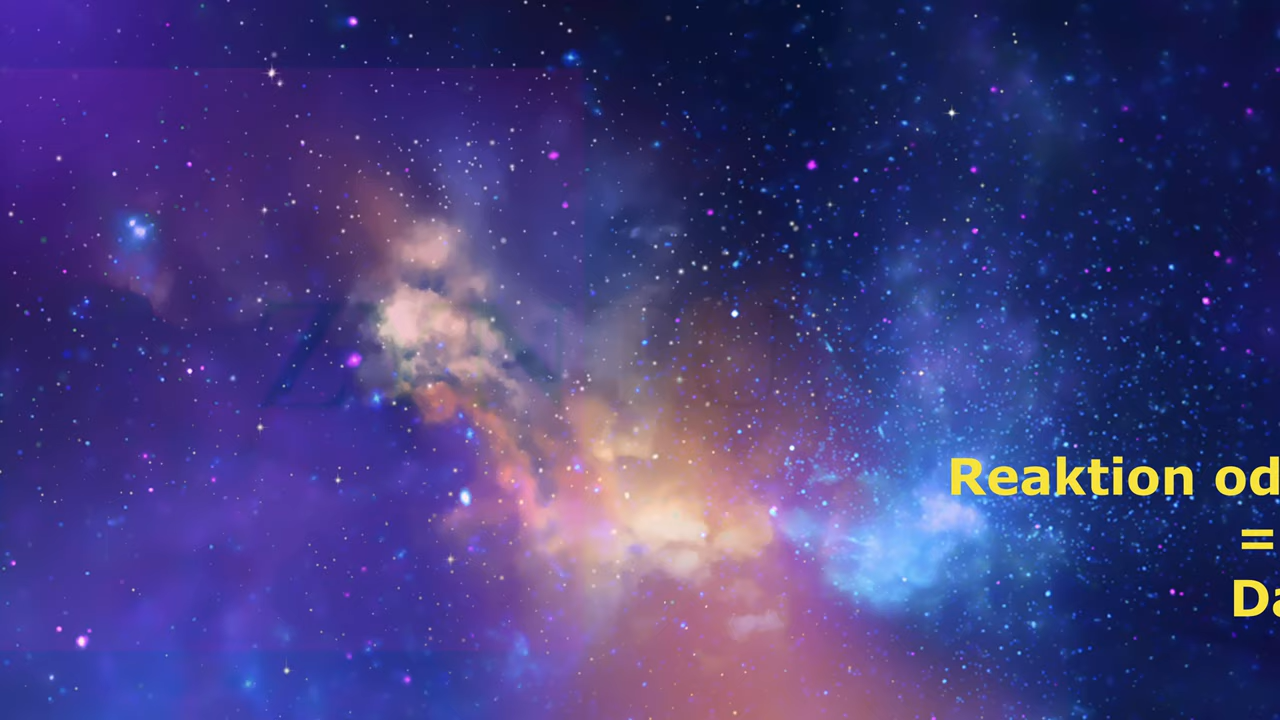 Reaktion od
=
Da